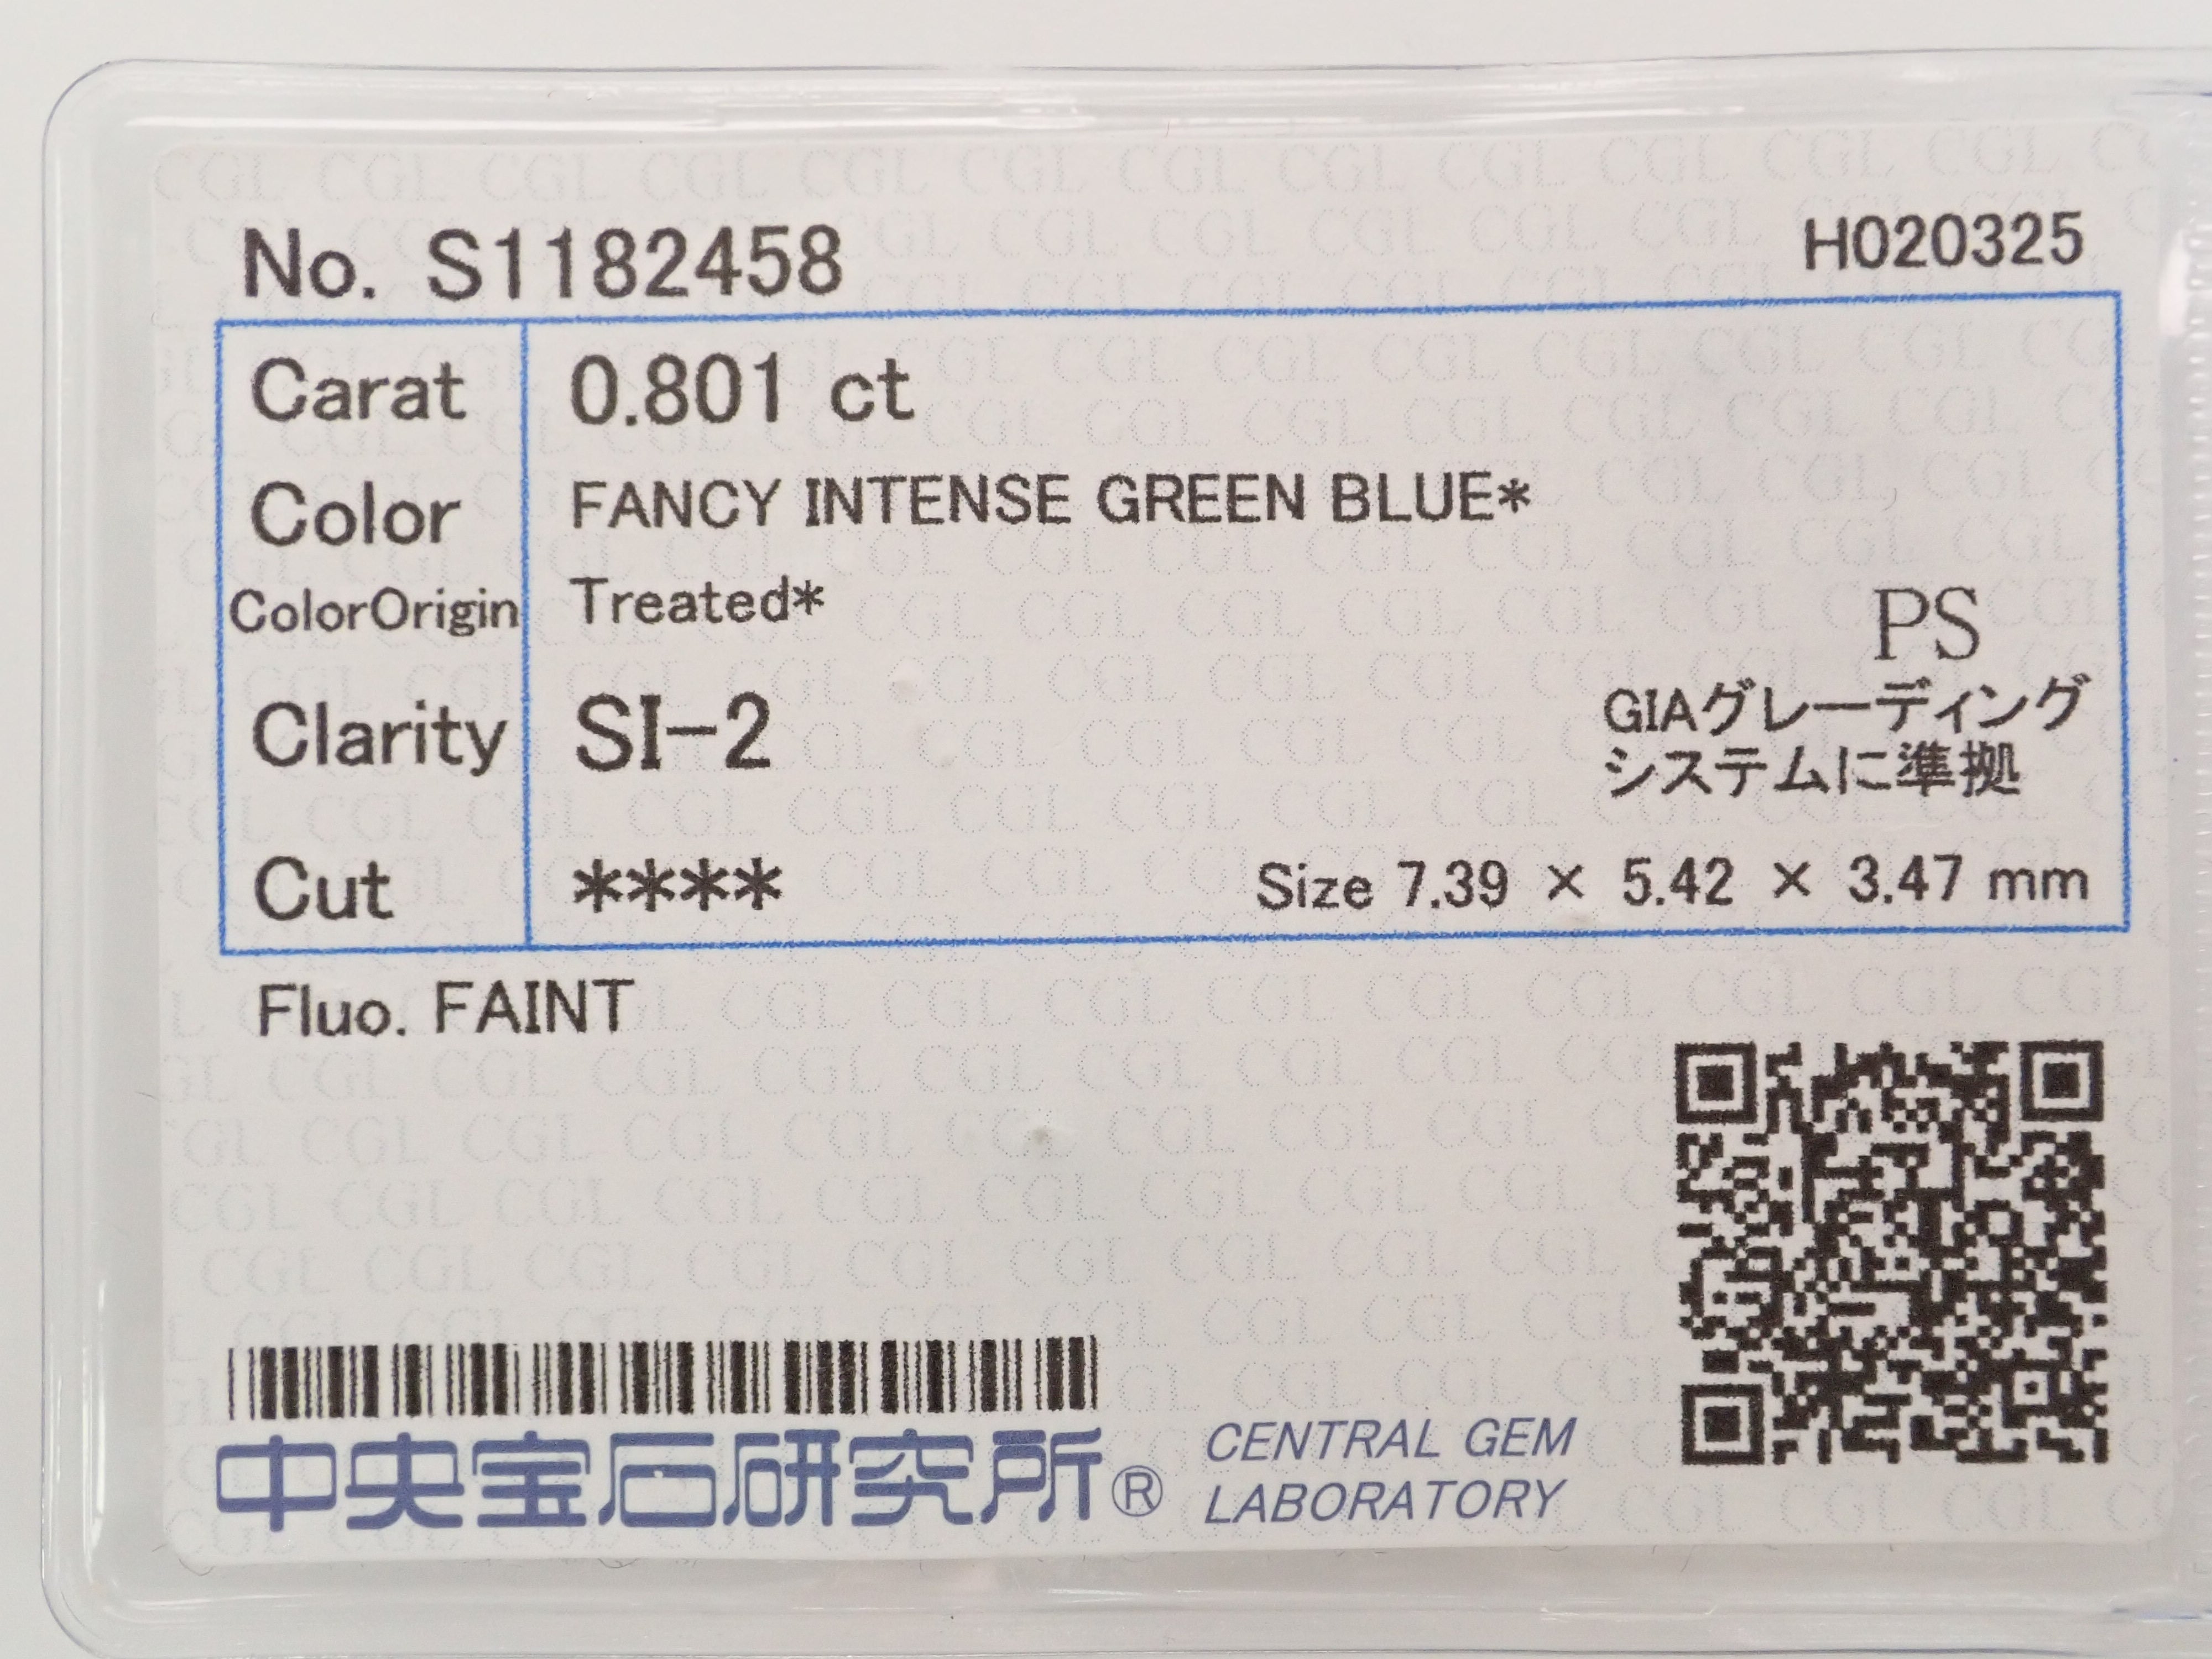 No. S1182458
H020325
Carat 0.801 ct
Color FANCY INTENSE GREEN BLUE*
ColorOrigin Treated*
PS
Clarity SI-2
GIAグレーディング
システムに準拠
Cut **** Size 7.39 × 5.42 × 3.47 mm
Fluo. FAINT
中央宝石研究所®
CENTRAL GEM
LABORATORY